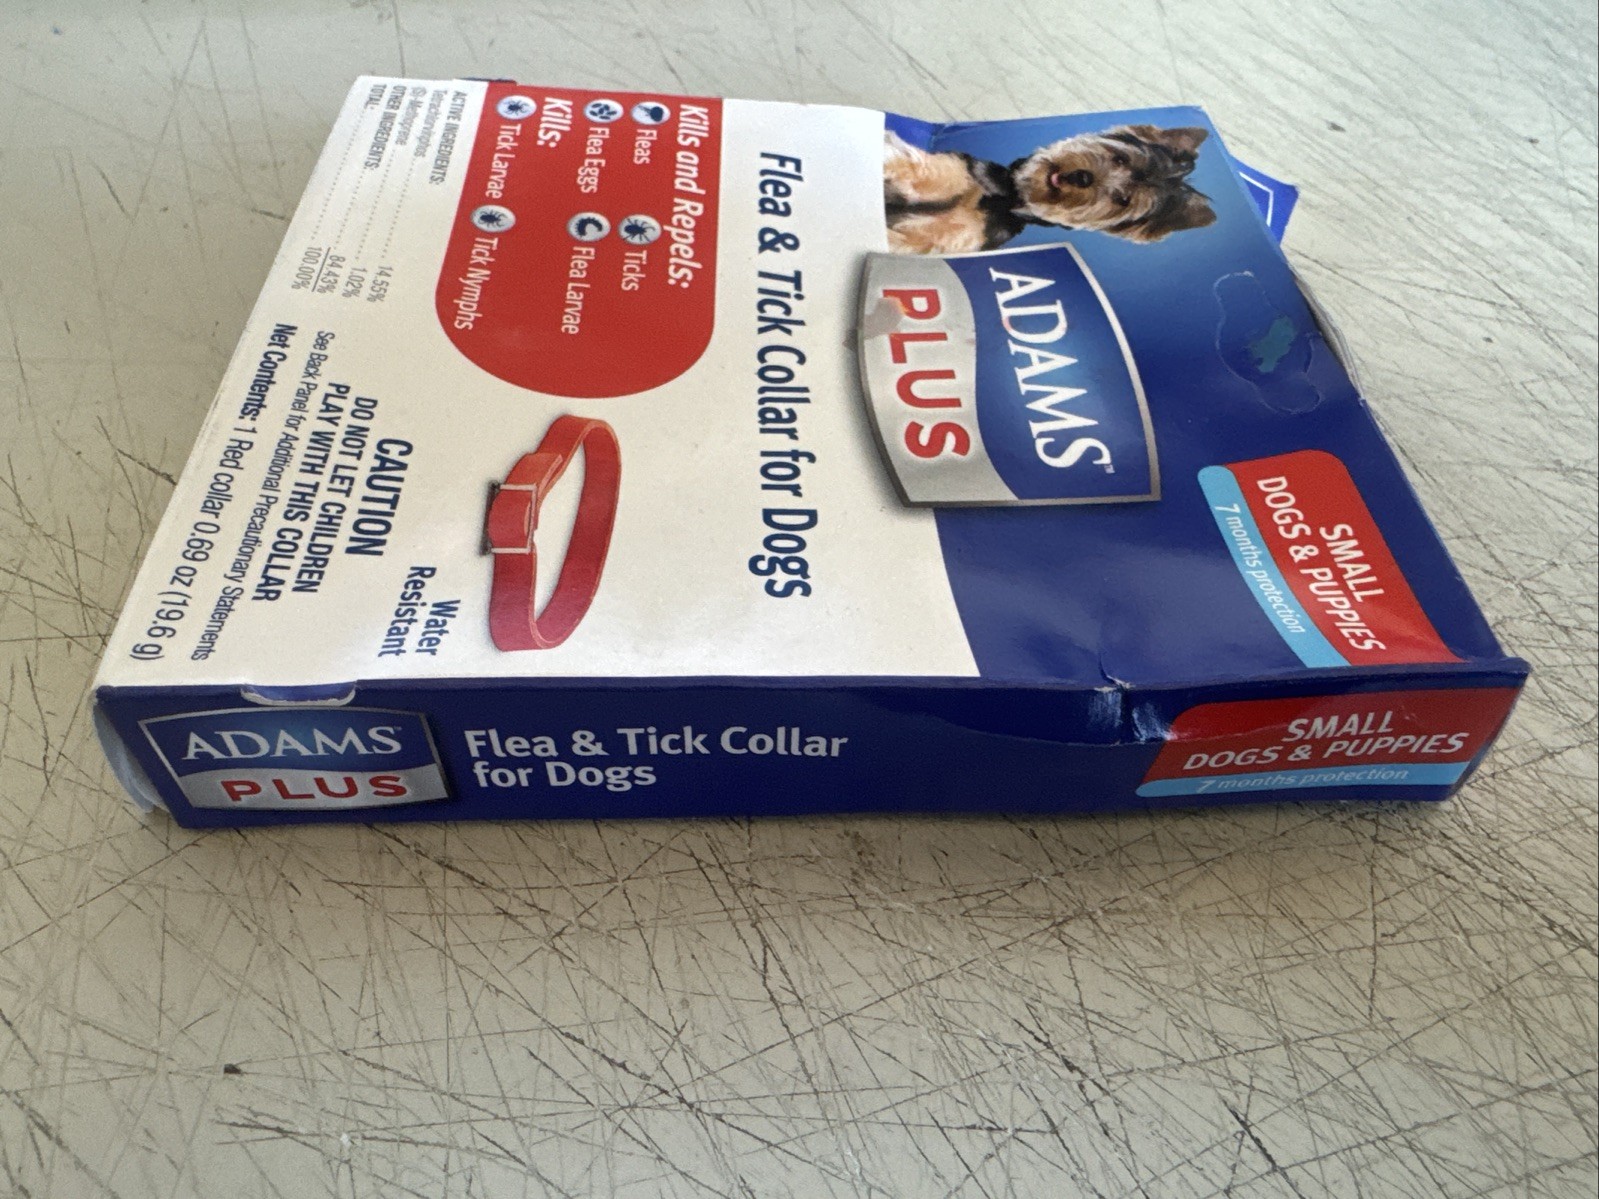 SMALL
DOGS & PUPPIES
7 months protection
ADAMS™
PLUS
Flea & Tick Collar for Dogs
Kills and Repels:
Fleas
Ticks
Flea Eggs
Flea Larvae
Kills:
Tick Larvae
Tick Nymphs
Water
Resistant
ACTIVE INGREDIENTS:
Tetrachlorvinphos 14.55%
(S)-Methoprene 1.02%
OTHER INGREDIENTS: 84.43%
TOTAL: 100.00%
CAUTION
DO NOT LET CHILDREN
PLAY WITH THIS COLLAR
See Back Panel for Additional Precautionary Statements
Net Contents: 1 Red collar 0.69 oz (19.6 g)
ADAMS
PLUS
Flea & Tick Collar
for Dogs
SMALL
DOGS & PUPPIES
7 months protection